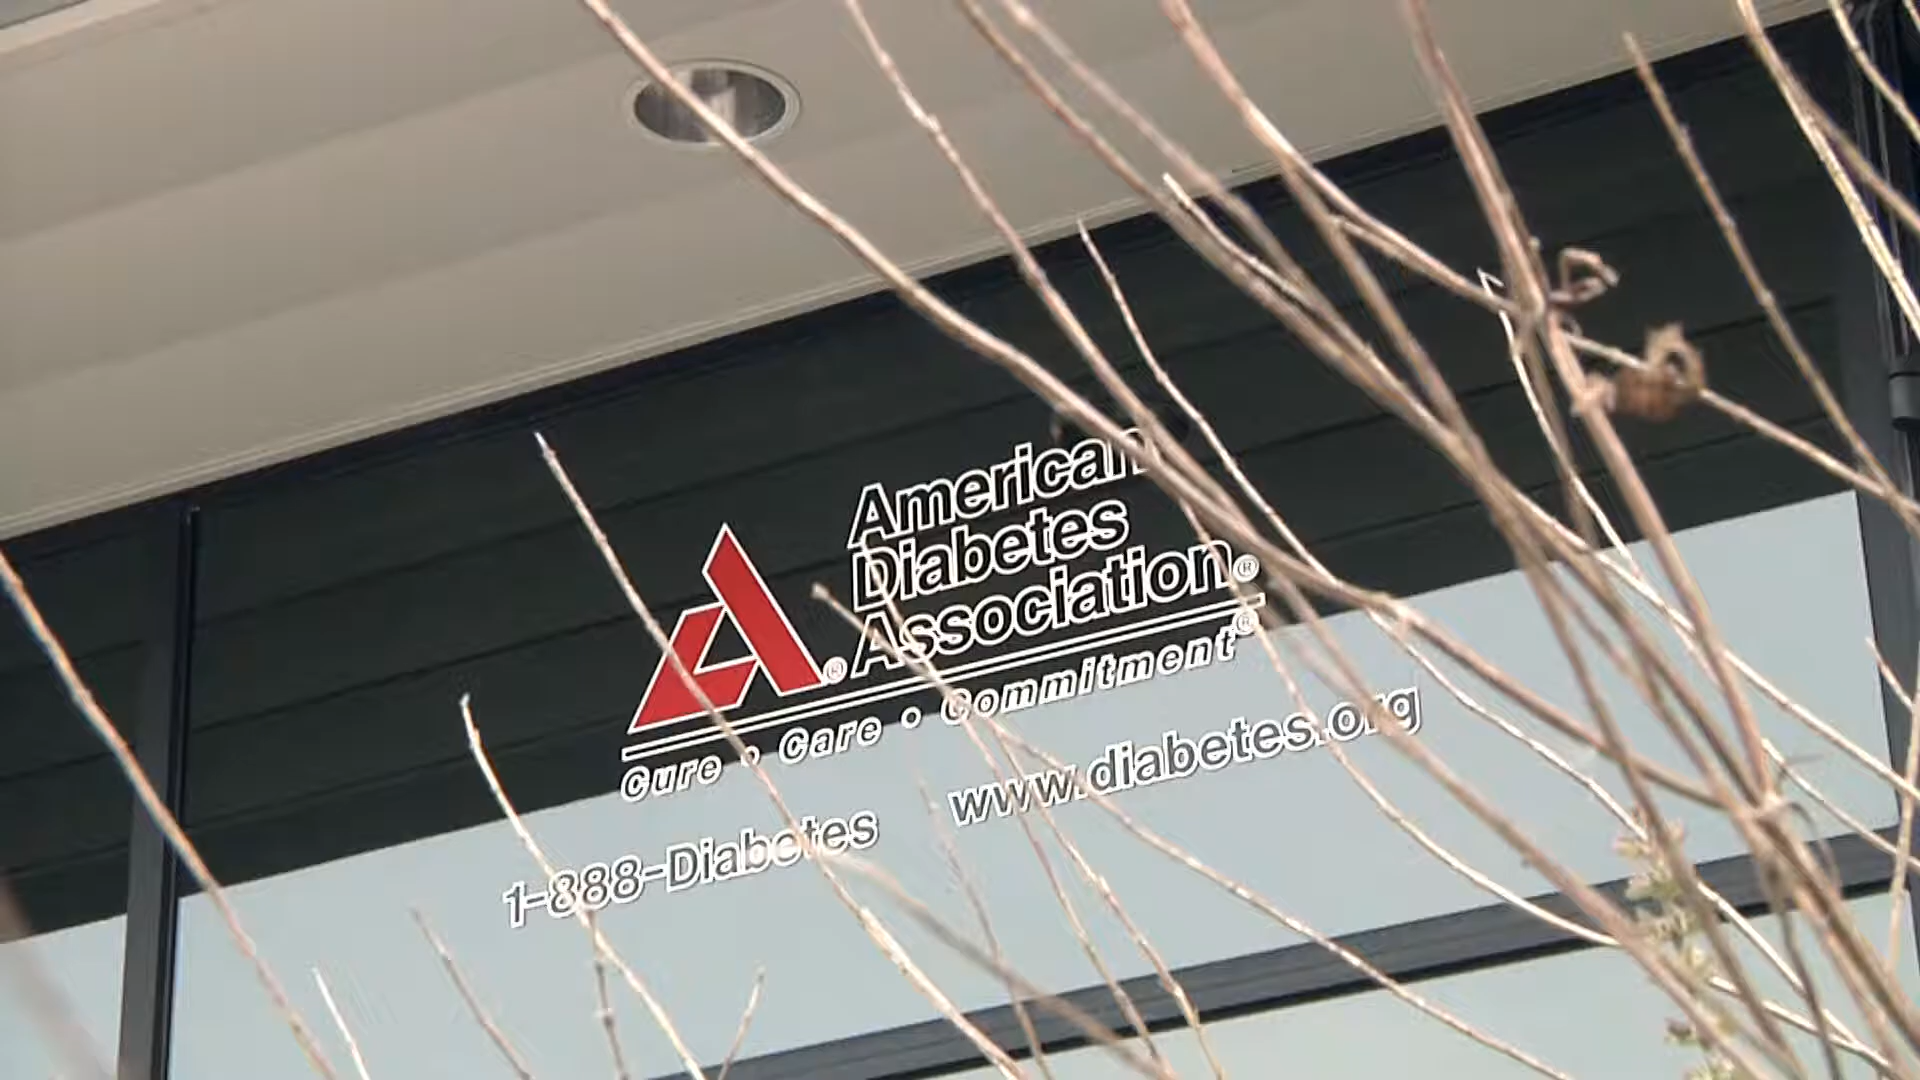 American
Diabetes
Association®
®
Cure • Care • Commitment®
1-888-Diabetes www.diabetes.org